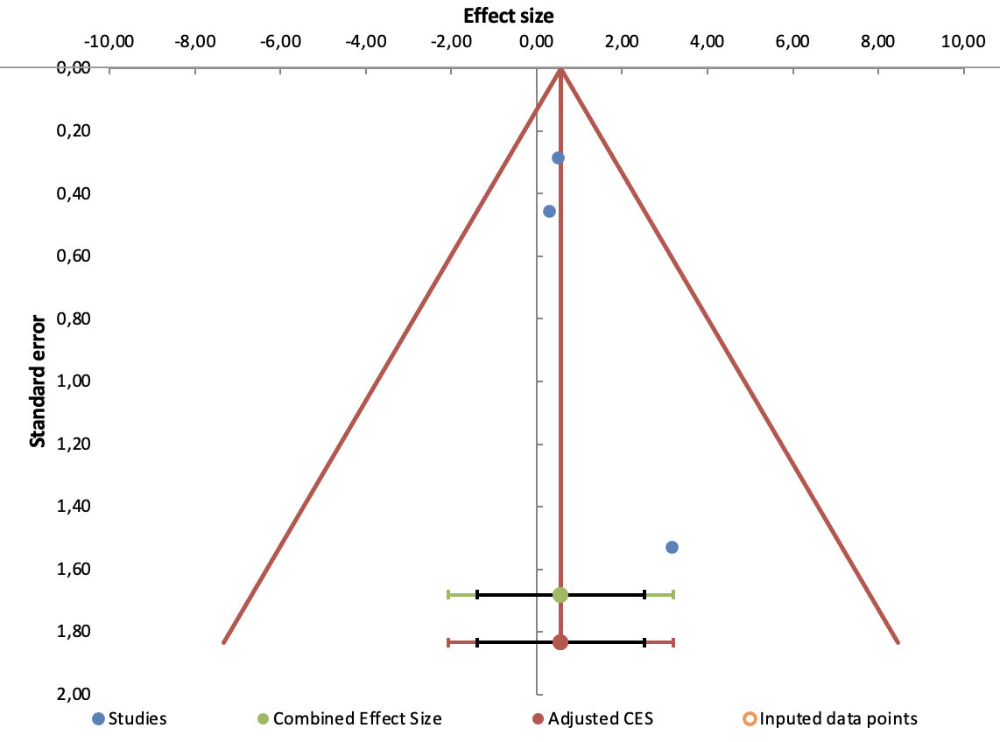 Effect size
-10,00 -8,00 -6,00 -4,00 -2,00 0,00 2,00 4,00 6,00 8,00 10,00
0,00
0,20
0,40
0,60
0,80
1,00
1,20
1,40
1,60
1,80
2,00
Standard error
Studies Combined Effect Size Adjusted CES Inputed data points